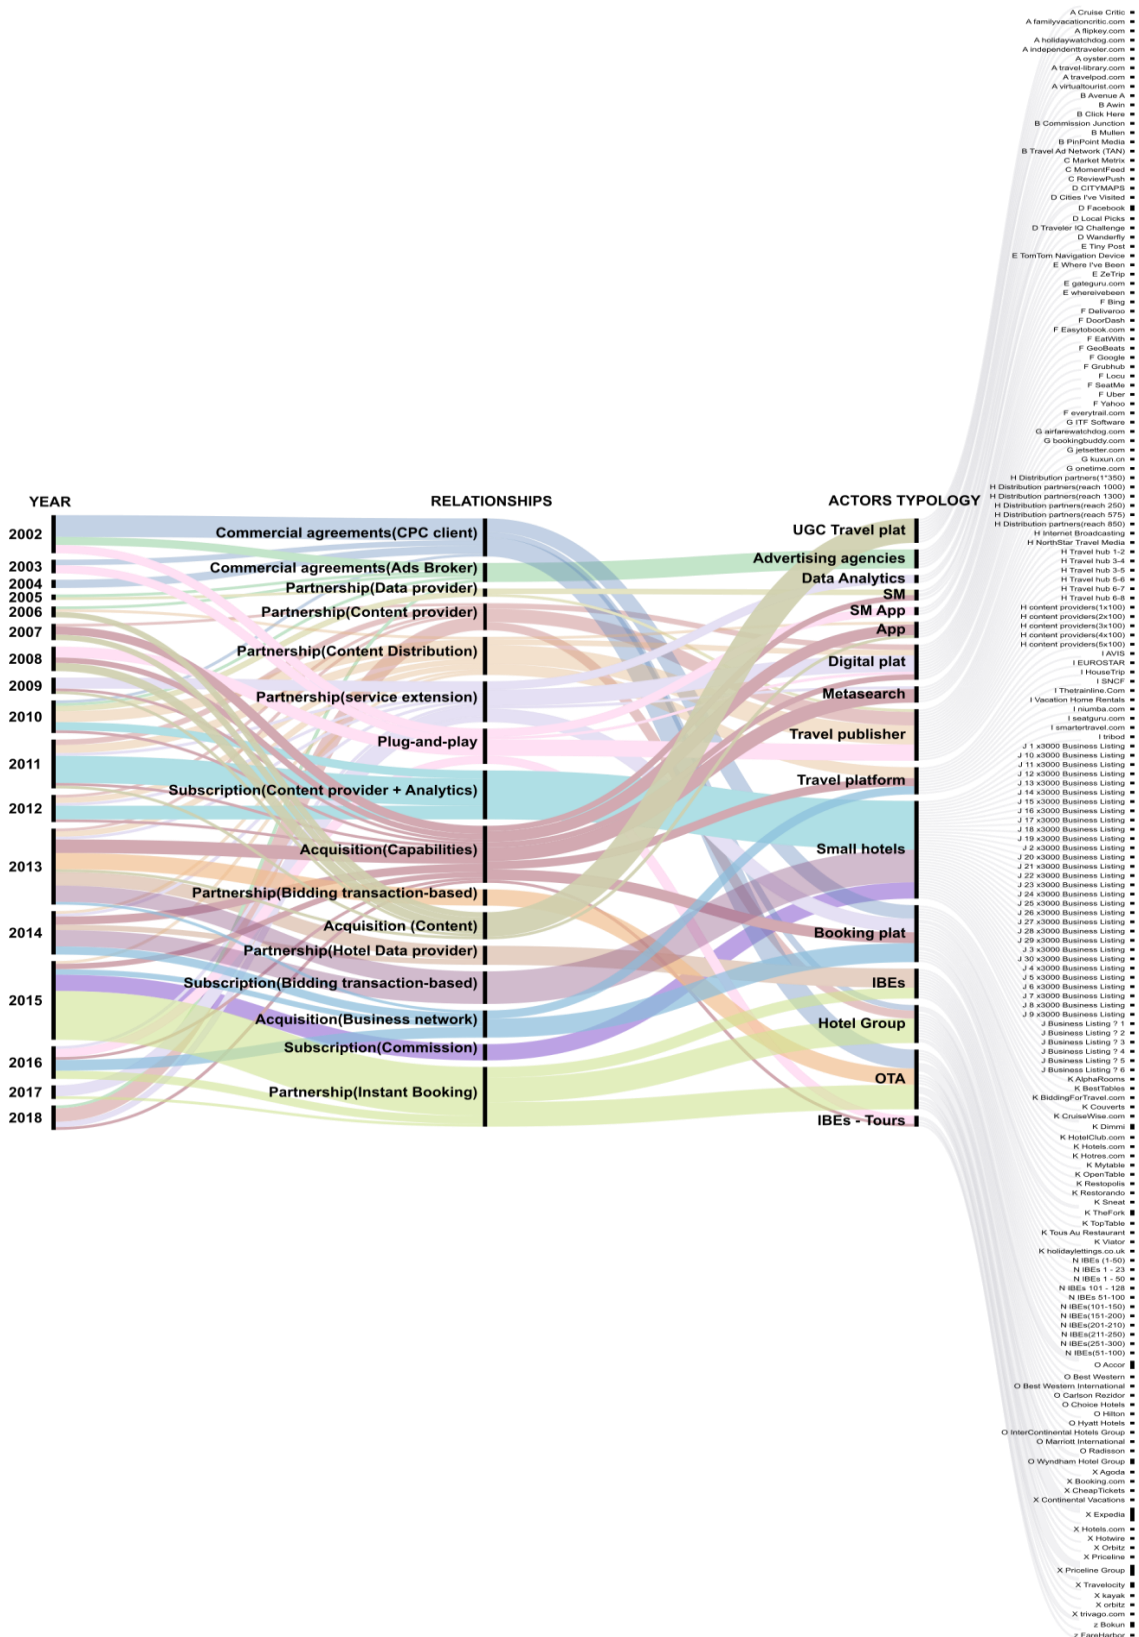 YEAR
2002
2003
2004
2005
2006
2007
2008
2009
2010
2011
2012
2013
2014
2015
2016
2017
2018
RELATIONSHIPS
Commercial agreements(CPC client)
Commercial agreements(Ads Broker)
Partnership(Data provider)
Partnership(Content provider)
Partnership(Content Distribution)
Partnership(service extension)
Plug-and-play
Subscription(Content provider + Analytics)
Acquisition(Capabilities)
Partnership(Bidding transaction-based)
Acquisition (Content)
Partnership(Hotel Data provider)
Subscription(Bidding transaction-based)
Acquisition(Business network)
Subscription(Commission)
Partnership(Instant Booking)
ACTORS TYPOLOGY
UGC Travel plat
Advertising agencies
Data Analytics
SM
SM App
App
Digital plat
Metasearch
Travel publisher
Travel platform
Small hotels
Booking plat
IBEs
Hotel Group
OTA
IBEs - Tours
A Cruise Critic
A familyvacationcritic.com
A flipkey.com
A holidaywatchdog.com
A independenttraveler.com
A oyster.com
A travel-library.com
A travelpod.com
A virtualtourist.com
B Avenue A
B Awin
B Click Here
B Commission Junction
B Mullen
B PinPoint Media
B Travel Ad Network (TAN)
C Market Metrix
C MomentFeed
C ReviewPush
D CITYMAPS
D Cities I've Visited
D Facebook
D Local Picks
D Traveler IQ Challenge
D Wanderfly
E Tiny Post
E TomTom Navigation Device
E Where I've Been
E ZeTrip
E gateguru.com
E whereivebeen
F Bing
F Deliveroo
F DoorDash
F Easytobook.com
F EatWith
F GeoBeats
F Google
F Grubhub
F Locu
F SeatMe
F Uber
F Yahoo
F everytrail.com
G ITF Software
G airfarewatchdog.com
G bookingbuddy.com
G jetsetter.com
G kuxun.cn
G onetime.com
H Distribution partners(1*350)
H Distribution partners(reach 1000)
H Distribution partners(reach 1300)
H Distribution partners(reach 250)
H Distribution partners(reach 575)
H Distribution partners(reach 850)
H Internet Broadcasting
H NorthStar Travel Media
H Travel hub 1-2
H Travel hub 3-4
H Travel hub 3-5
H Travel hub 5-6
H Travel hub 6-7
H Travel hub 6-8
H content providers(1x100)
H content providers(2x100)
H content providers(3x100)
H content providers(4x100)
H content providers(5x100)
I AVIS
I EUROSTAR
I HouseTrip
I SNCF
I Thetrainline.Com
I Vacation Home Rentals
I niumba.com
I seatguru.com
I smartertravel.com
I tribod
J 1 x3000 Business Listing
J 10 x3000 Business Listing
J 11 x3000 Business Listing
J 12 x3000 Business Listing
J 13 x3000 Business Listing
J 14 x3000 Business Listing
J 15 x3000 Business Listing
J 16 x3000 Business Listing
J 17 x3000 Business Listing
J 18 x3000 Business Listing
J 19 x3000 Business Listing
J 2 x3000 Business Listing
J 20 x3000 Business Listing
J 21 x3000 Business Listing
J 22 x3000 Business Listing
J 23 x3000 Business Listing
J 24 x3000 Business Listing
J 25 x3000 Business Listing
J 26 x3000 Business Listing
J 27 x3000 Business Listing
J 28 x3000 Business Listing
J 29 x3000 Business Listing
J 3 x3000 Business Listing
J 30 x3000 Business Listing
J 4 x3000 Business Listing
J 5 x3000 Business Listing
J 6 x3000 Business Listing
J 7 x3000 Business Listing
J 8 x3000 Business Listing
J 9 x3000 Business Listing
J Business Listing ? 1
J Business Listing ? 2
J Business Listing ? 3
J Business Listing ? 4
J Business Listing ? 5
J Business Listing ? 6
K AlphaRooms
K BestTables
K BiddingForTravel.com
K Couverts
K CruiseWise.com
K Dimmi
K HotelClub.com
K Hotels.com
K Hotres.com
K Mytable
K OpenTable
K Restopolis
K Restorando
K Sneat
K TheFork
K TopTable
K Tous Au Restaurant
K Viator
K holidaylettings.co.uk
N IBEs (1-50)
N IBEs 1 - 23
N IBEs 1 - 50
N IBEs 101 - 128
N IBEs 51-100
N IBEs(101-150)
N IBEs(151-200)
N IBEs(201-210)
N IBEs(211-250)
N IBEs(251-300)
N IBEs(51-100)
O Accor
O Best Western
O Best Western International
O Carlson Rezidor
O Choice Hotels
O Hilton
O Hyatt Hotels
O InterContinental Hotels Group
O Marriott International
O Radisson
O Wyndham Hotel Group
X Agoda
X Booking.com
X CheapTickets
X Continental Vacations
X Expedia
X Hotels.com
X Hotwire
X Orbitz
X Priceline
X Priceline Group
X Travelocity
X kayak
X orbitz
X trivago.com
z Bokun
z FareHarbor